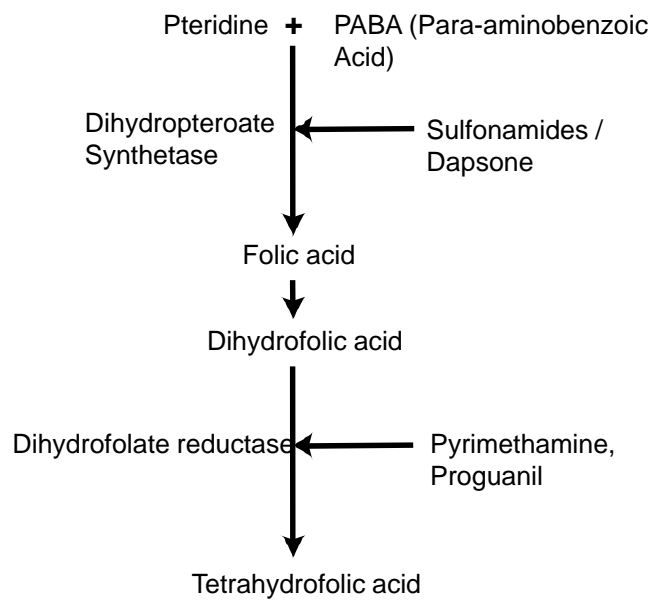 Pteridine + PABA (Para-aminobenzoic
Acid)
Dihydropteroate
Synthetase
Sulfonamides /
Dapsone
Folic acid
Dihydrofolic acid
Dihydrofolate reductase
Pyrimethamine,
Proguanil
Tetrahydrofolic acid